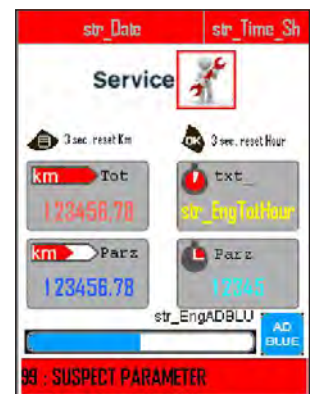 str_Date str_Time_Sh
Service
3 sec. reset Km OK 3 sec. reset Hour
km Tot txt_
123456.78 str_EngTotHour
km Parz Parz
123456.78 12345
str_EngADBLU
AD
BLUE
99 : SUSPECT PARAMETER